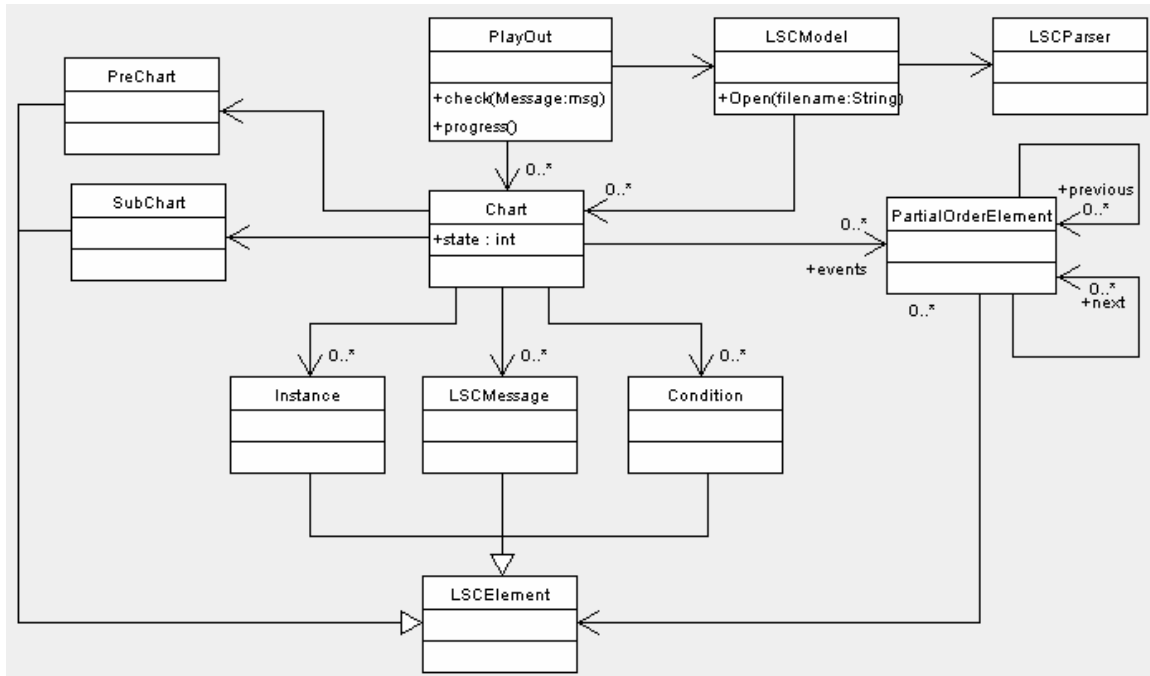 PlayOut
LSCModel
LSCParser
PreChart
+check(Message:msg)
+Open(filename:String)
+progress()
0..*
0..*
+previous
SubChart
Chart
PartialOrderElement
0..*
+state : int
0..*
+events
0..*
+next
0..*
0..*
0..*
0..*
Instance
LSCMessage
Condition
LSCElement